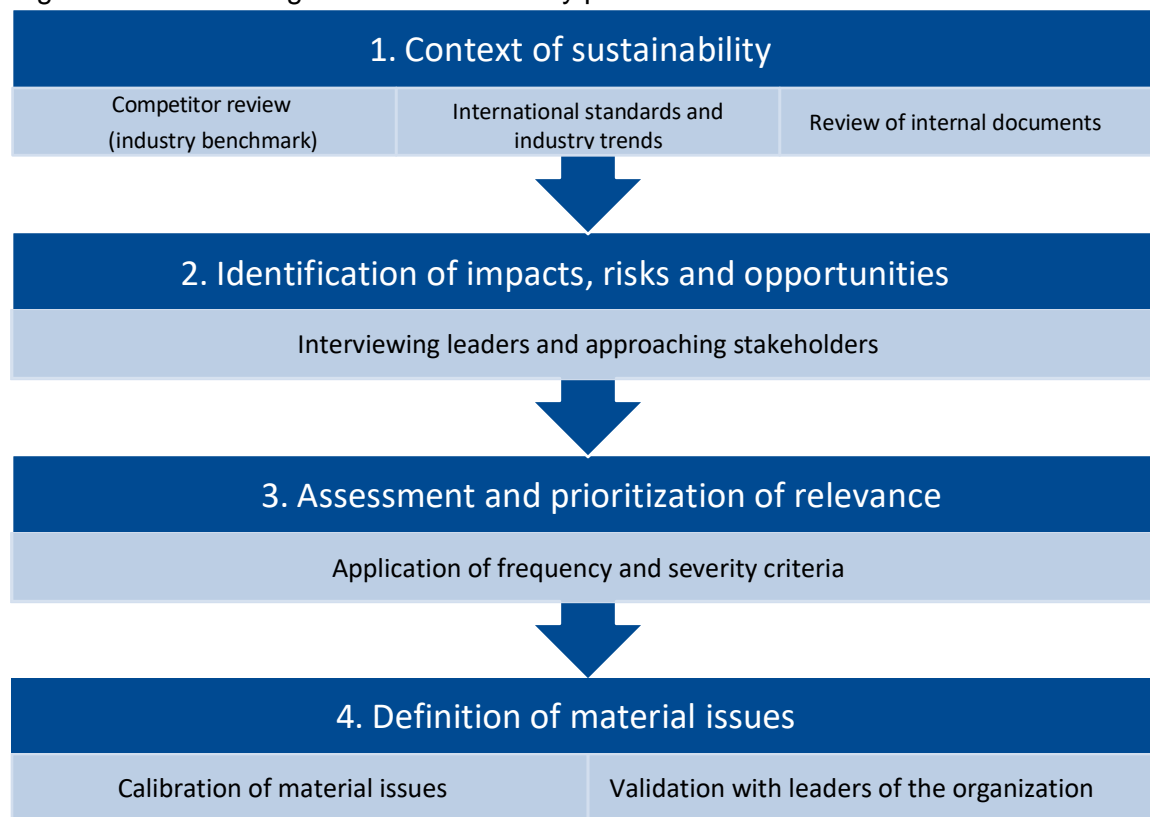 1. Context of sustainability
Competitor review
(industry benchmark)
International standards and
industry trends
Review of internal documents
2. Identification of impacts, risks and opportunities
Interviewing leaders and approaching stakeholders
3. Assessment and prioritization of relevance
Application of frequency and severity criteria
4. Definition of material issues
Calibration of material issues
Validation with leaders of the organization